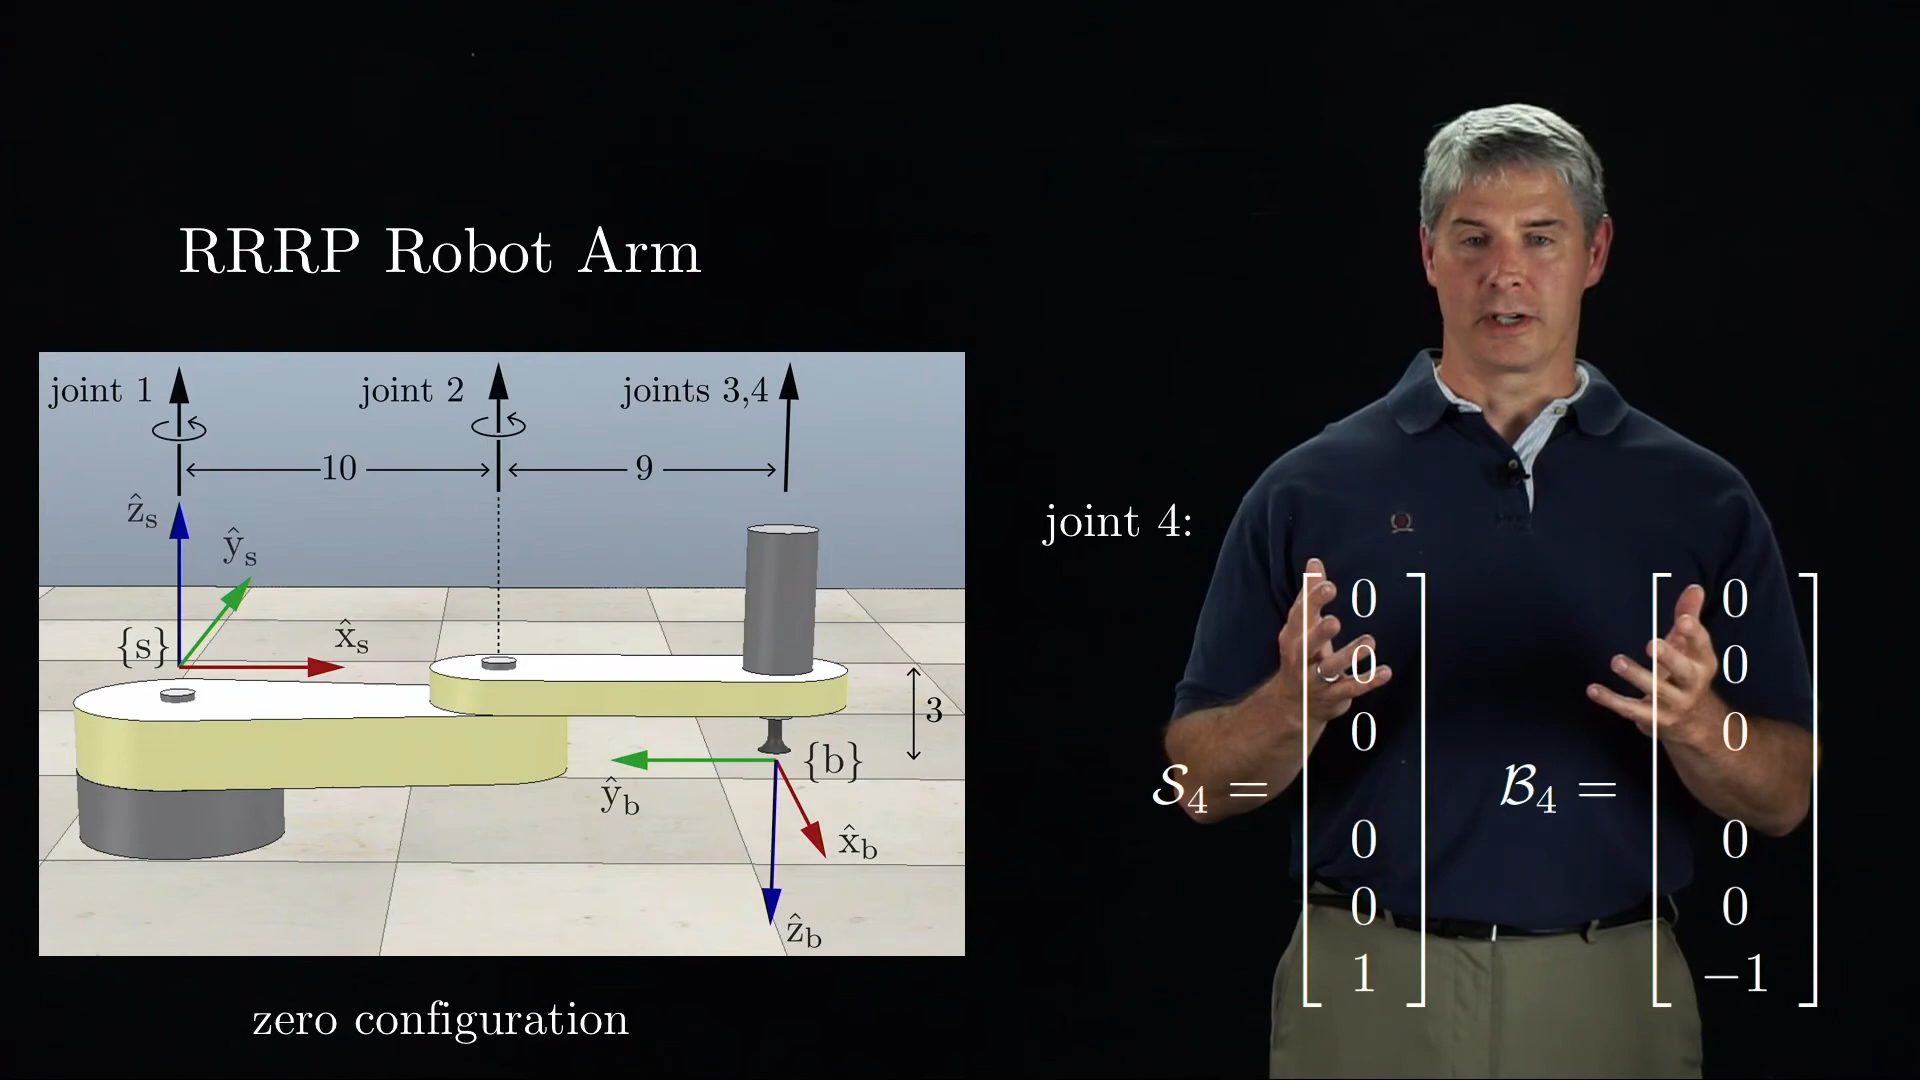 RRRP Robot Arm
joint 1
joint 2
joints 3,4
10
9
ẑs
ŷs
{s}
x̂s
3
{b}
ŷb
x̂b
ẑb
zero configuration
joint 4:
S4 =
0
0
0
0
0
1
B4 =
0
0
0
0
0
−1